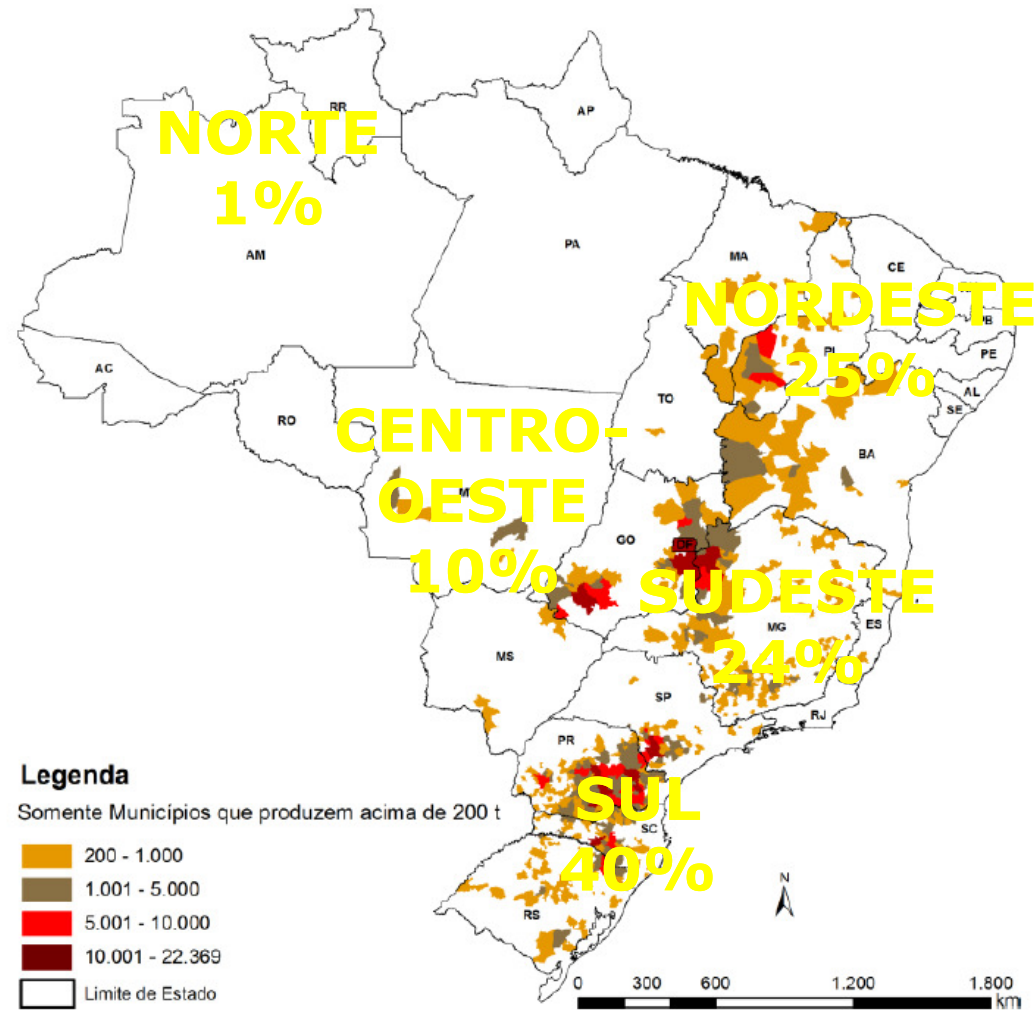 RR
AP
NORTE
1%
AM
PA
MA
CE
NORDESTE
25%
PB
PI
PE
AC
AL
SE
TO
RO
CENTRO-
OESTE
10%
M
BA
GO
DF
SUDESTE
24%
MG
ES
MS
SP
RJ
PR
SUL
40%
SC
RS
N
Legenda
Somente Municípios que produzem acima de 200 t
200 - 1.000
1.001 - 5.000
5.001 - 10.000
10.001 - 22.369
Limite de Estado
0 300 600 1.200 1.800
km